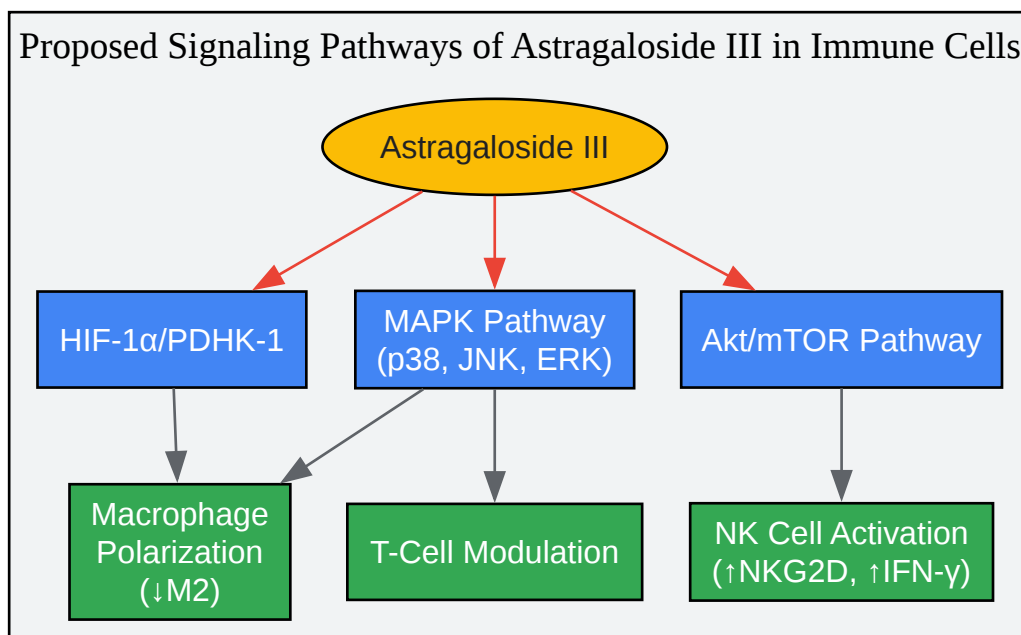 Proposed Signaling Pathways of Astragaloside III in Immune Cells
Astragaloside III
HIF-1α/PDHK-1
MAPK Pathway
(p38, JNK, ERK)
Akt/mTOR Pathway
Macrophage
Polarization
(↓M2)
T-Cell Modulation
NK Cell Activation
(↑NKG2D, ↑IFN-γ)